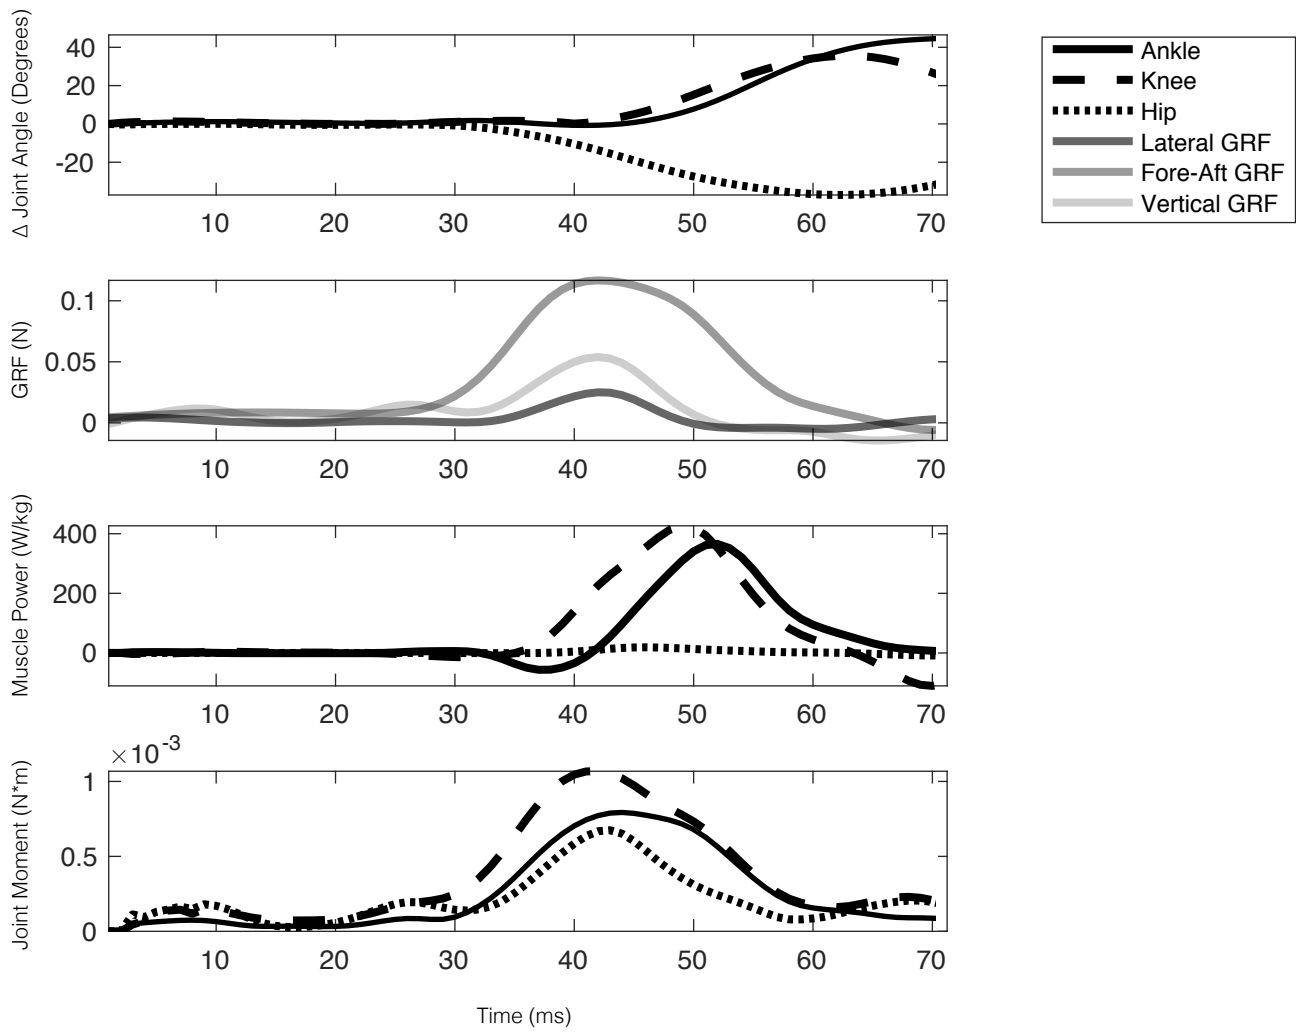 Δ Joint Angle (Degrees)
40
20
0
-20
10 20 30 40 50 60 70
Ankle
Knee
Hip
Lateral GRF
Fore-Aft GRF
Vertical GRF
GRF (N)
0.1
0.05
0
10 20 30 40 50 60 70
Muscle Power (W/kg)
400
200
0
10 20 30 40 50 60 70
×10⁻³
Joint Moment (N*m)
1
0.5
0
10 20 30 40 50 60 70
Time (ms)